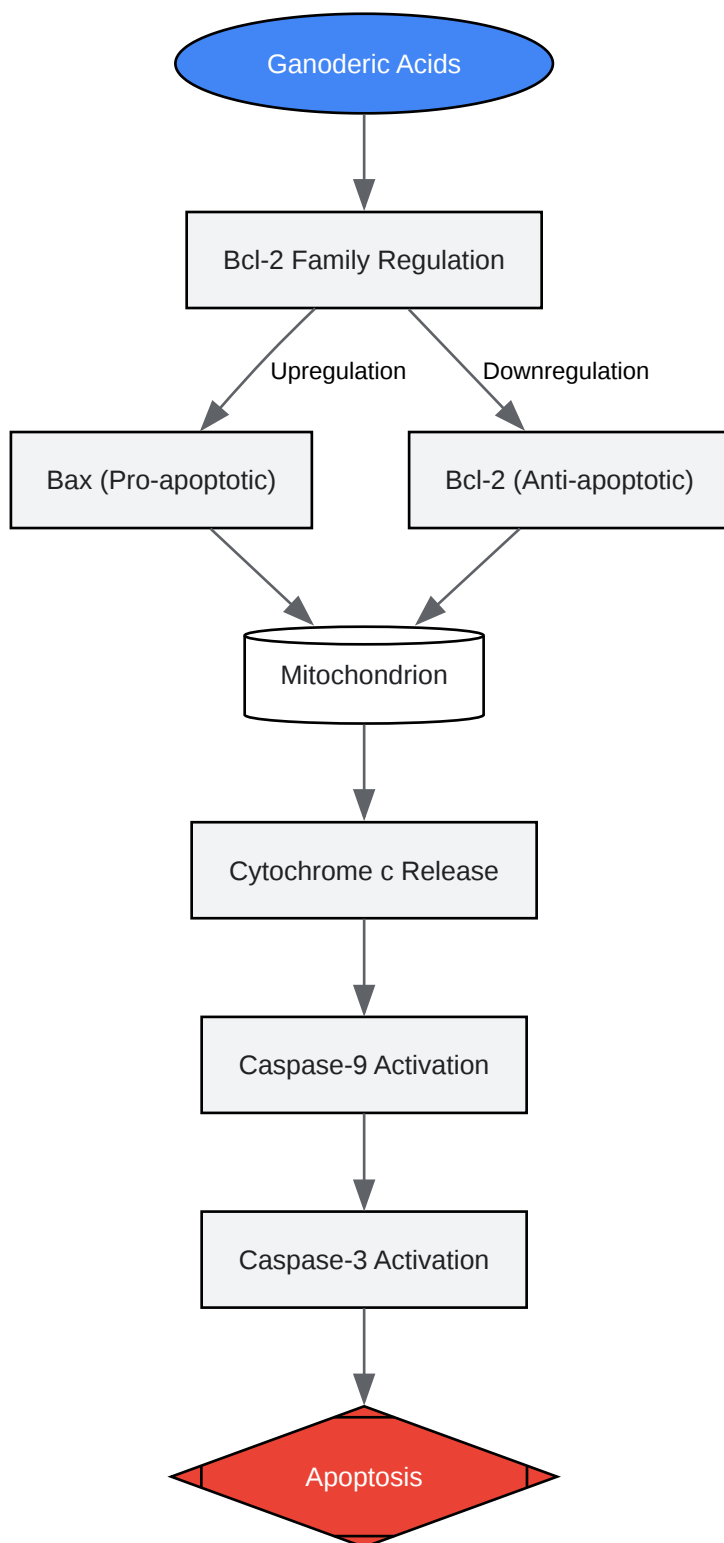 Ganoderic Acids
Bcl-2 Family Regulation
Upregulation
Downregulation
Bax (Pro-apoptotic)
Bcl-2 (Anti-apoptotic)
Mitochondrion
Cytochrome c Release
Caspase-9 Activation
Caspase-3 Activation
Apoptosis